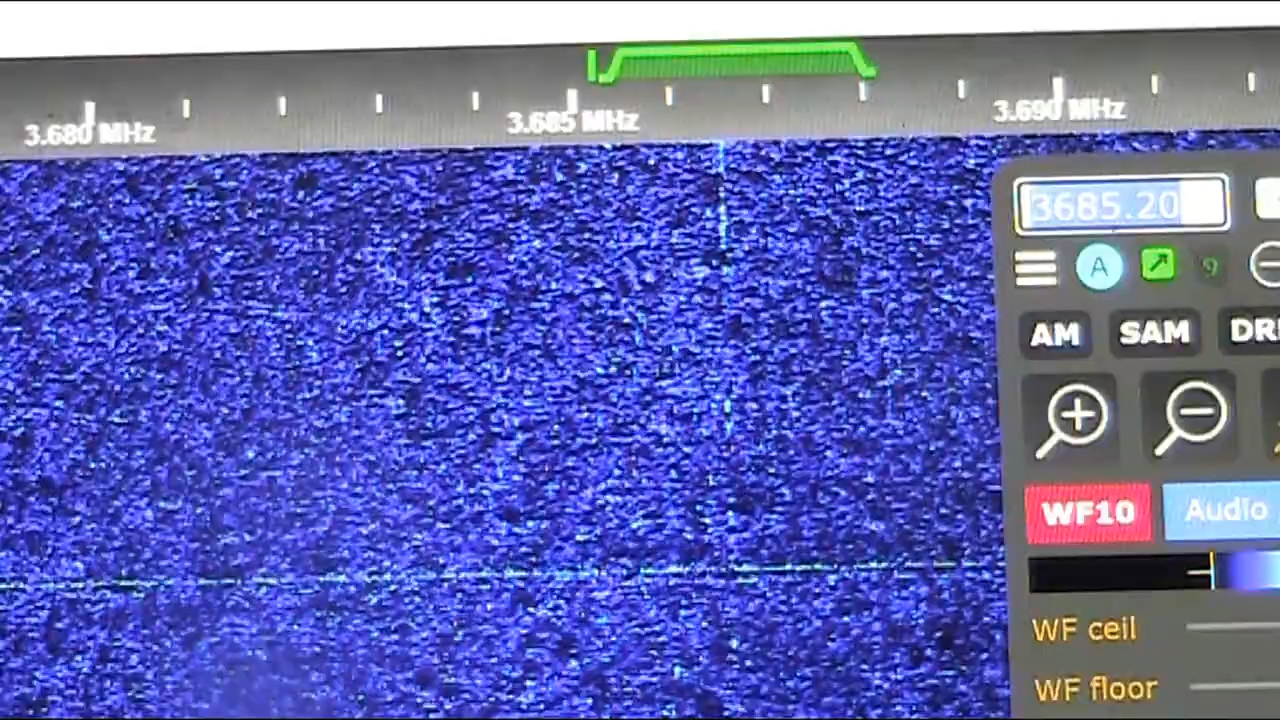 3.680 MHz 3.685 MHz 3.690 MHz
3685.20
A 9
AM SAM
WF10 Audio
WF ceil
WF floor